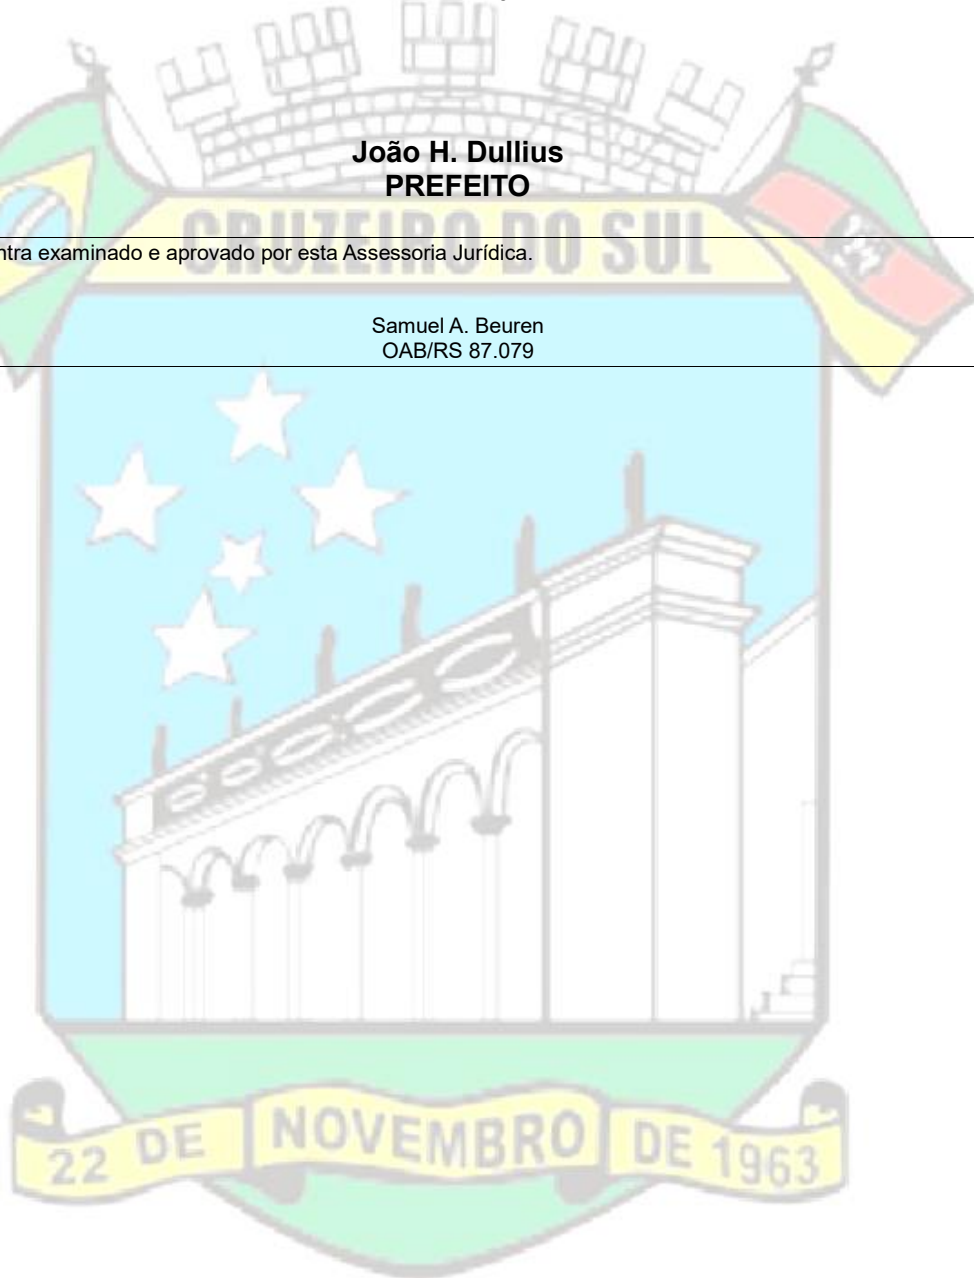 João H. Dullius
PREFEITO
CRUZEIRO DO SUL
examinado e aprovado por esta Assessoria Jurídica.
Samuel A. Beuren
OAB/RS 87.079
22 DE NOVEMBRO DE 1963